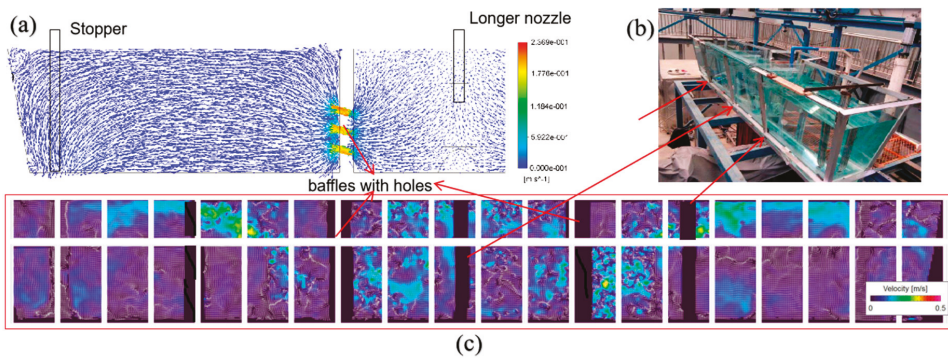 (a)
Stopper
Longer nozzle
2.369e-001
1.776e-001
1.184e-001
5.922e-00
0.000e-001
[m s^-1]
(b)
baffles with holes
Velocity [m/s]
0
0.5
(c)